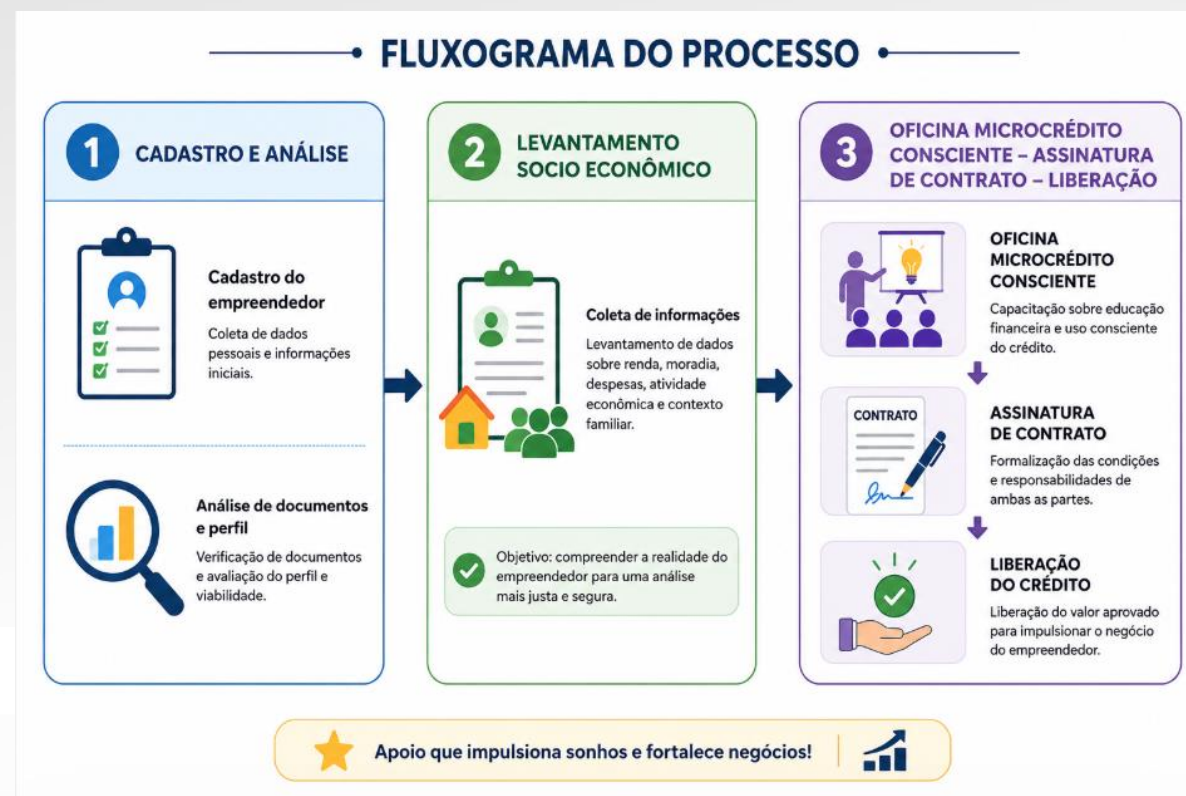 FLUXOGRAMA DO PROCESSO
1
CADASTRO E ANÁLISE
Cadastro do
empreendedor
Coleta de dados
pessoais e informações
iniciais.
Análise de documentos
e perfil
Verificação de documentos
e avaliação do perfil e
viabilidade.
2
LEVANTAMENTO
SOCIO ECONÔMICO
Coleta de informações
Levantamento de dados
sobre renda, moradia,
despesas, atividade
econômica e contexto
familiar.
Objetivo: compreender a realidade do
empreendedor para uma análise
mais justa e segura.
3
OFICINA MICROCRÉDITO
CONSCIENTE – ASSINATURA
DE CONTRATO – LIBERAÇÃO
OFICINA
MICROCRÉDITO
CONSCIENTE
Capacitação sobre educação
financeira e uso consciente
do crédito.
CONTRATO
ASSINATURA
DE CONTRATO
Formalização das condições
e responsabilidades de
ambas as partes.
LIBERAÇÃO
DO CRÉDITO
Liberação do valor aprovado
para impulsionar o negócio
do empreendedor.
Apoio que impulsiona sonhos e fortalece negócios!